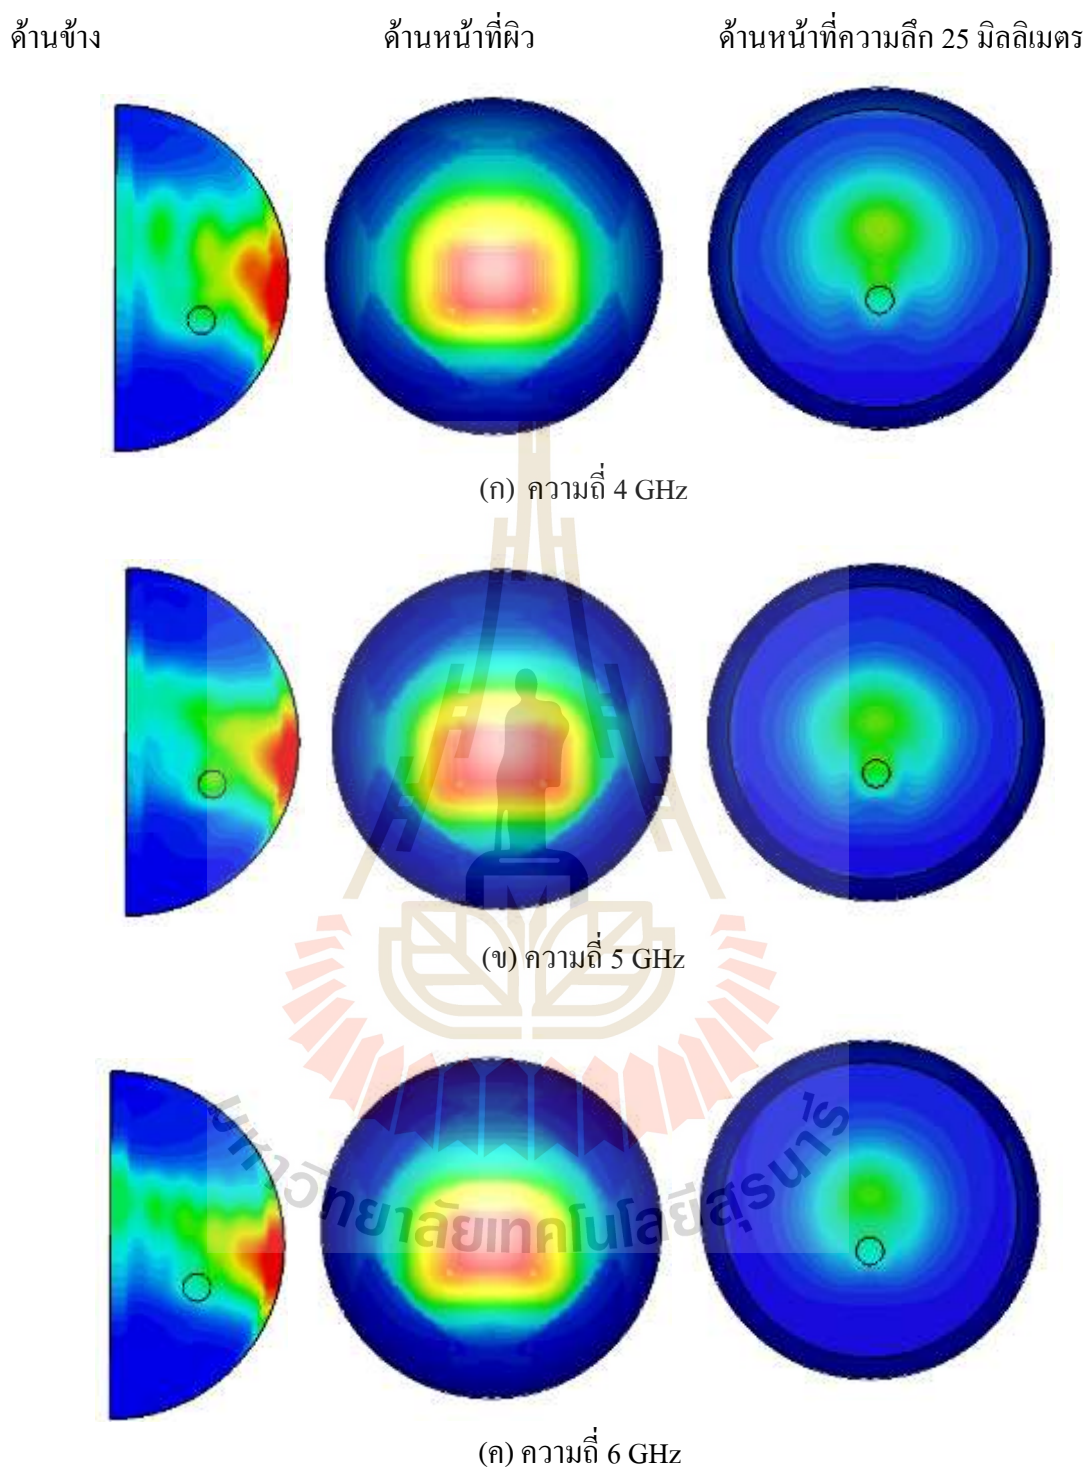 ด้านข้าง ด้านหน้าที่ผิว ด้านหน้าที่ความลึก 25 มิลลิเมตร
(ก) ความถี่ 4 GHz
(ข) ความถี่ 5 GHz
(ค) ความถี่ 6 GHz
มหาวิทยาลัยเทคโนโลยีสุรนารี